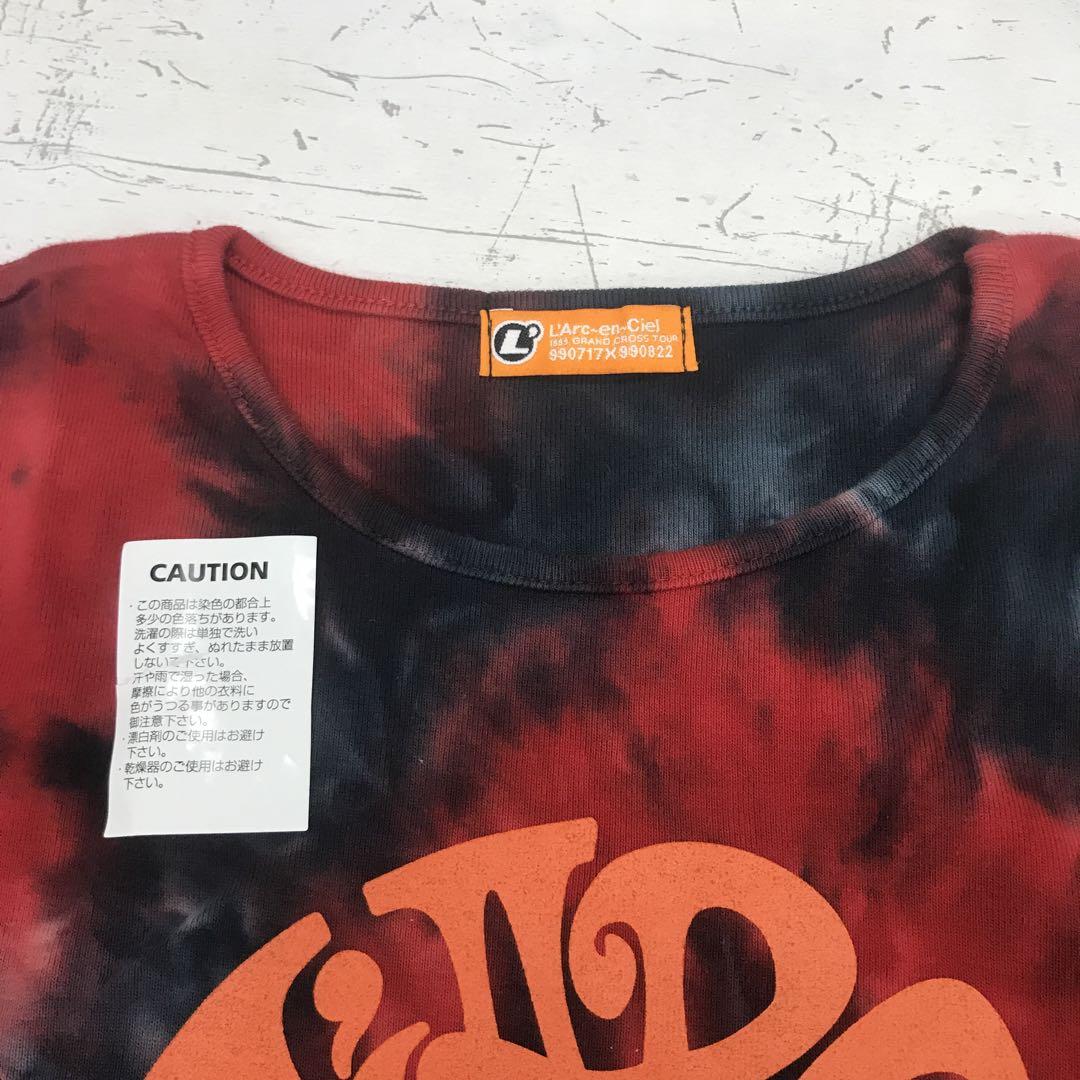 L'Arc~en~Ciel
1999 GRAND CROSS TOUR
990717X990822
CAUTION
・この商品は染色の都合上
多少の色落ちがあります。
洗濯の際は単独で洗い
よくすすぎ、ぬれたまま放置
しないで下さい。
汗や雨で湿った場合、
摩擦により他の衣料に
色がうつる事がありますので
御注意下さい。
・漂白剤のご使用はお避け
下さい。
・乾燥器のご使用はお避け
下さい。